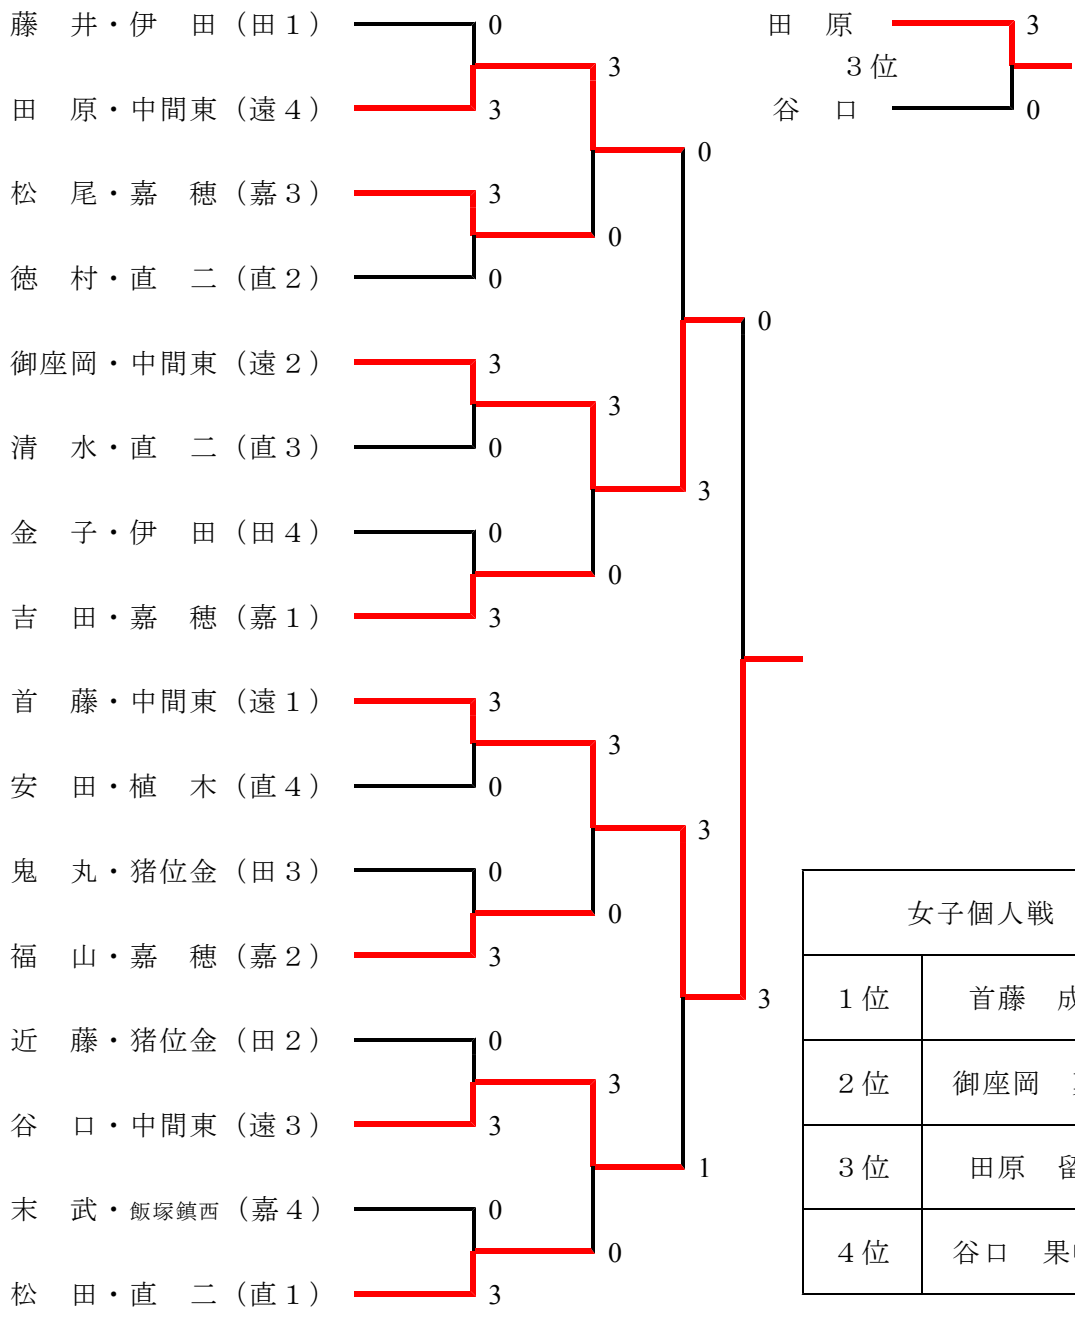 藤　井・伊　田（田１） 0
田　原 3
3
３位
田　原・中間東（遠４） 3
谷　口 0
0
松　尾・嘉　穂（嘉３） 3
0
徳　村・直　二（直２） 0
0
御座岡・中間東（遠２） 3
3
清　水・直　二（直３） 0
3
金　子・伊　田（田４） 0
0
吉　田・嘉　穂（嘉１） 3
首　藤・中間東（遠１） 3
3
安　田・植　木（直４） 0
3
鬼　丸・猪位金（田３） 0
0
女子個人戦
福　山・嘉　穂（嘉２） 3
3
１位 首藤
近　藤・猪位金（田２） 0
3
２位 御座岡
谷　口・中間東（遠３） 3
1
３位 田原
末　武・飯塚鎮西（嘉４） 0
0
４位 谷口　果
松　田・直　二（直１） 3